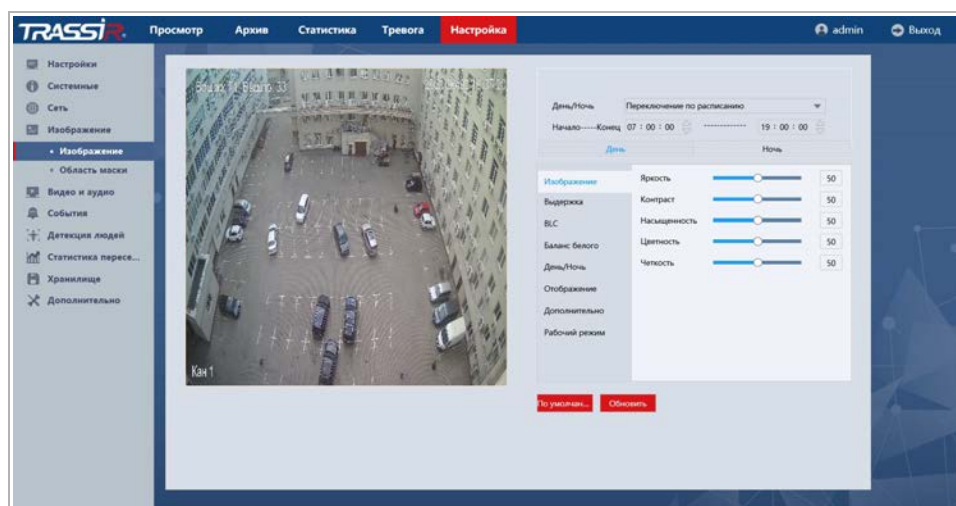 TRASSIR
Просмотр Архив Статистика Тревога Настройка admin Выход
Настройки
Системные
Сеть
Изображение
Изображение
Область маски
Видео и аудио
События
Детекция людей
Статистика пересе...
Хранилище
Дополнительно
Кан 1
День/Ночь Переключение по расписанию
Начало-----Конец 07 : 00 : 00 ------------ 19 : 00 : 00
День Ночь
Изображение
Выдержка
BLC
Баланс белого
День/Ночь
Отображение
Дополнительно
Рабочий режим
Яркость 50
Контраст 50
Насыщенность 50
Цветность 50
Четкость 50
По умолчан... Обновить